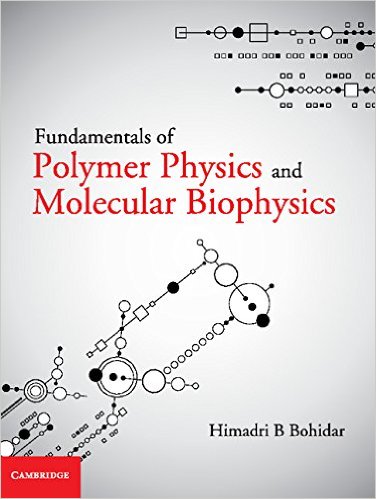 Fundamentals of
Polymer Physics and
Molecular Biophysics
Himadri B Bohidar
CAMBRIDGE